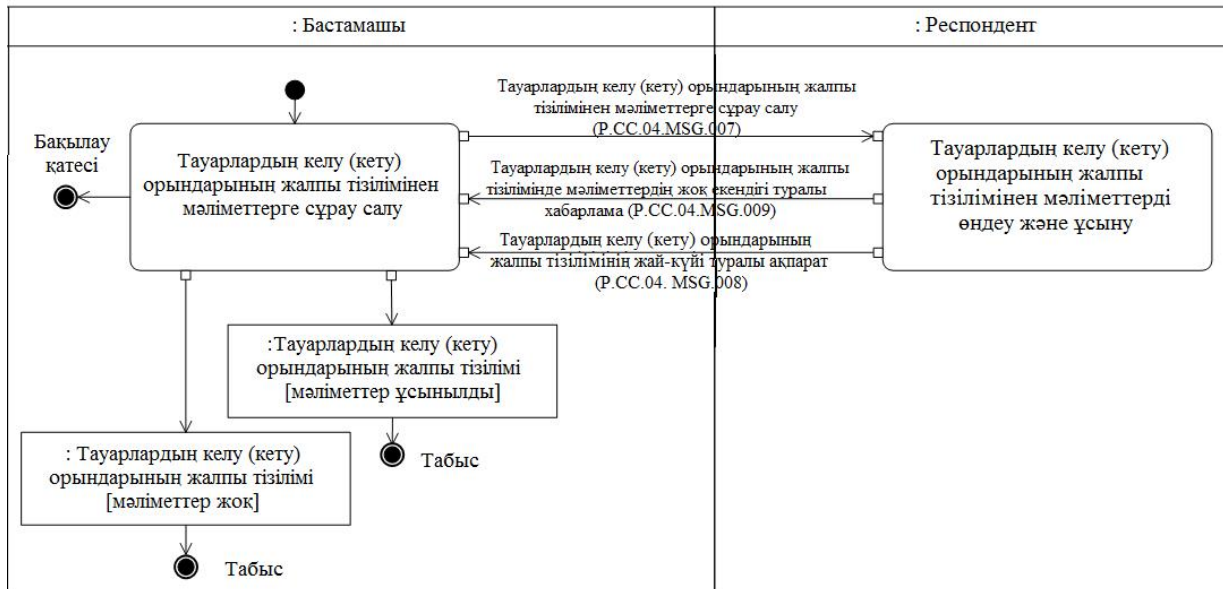 : Бастамашы
: Респондент
Тауарлардың келу (кету) орындарының жалпы
тізілімінен мәліметтерге сұрау салу
(P.CC.04.MSG.007)
Бақылау
қатесі
Тауарлардың келу (кету)
орындарының жалпы тізілімінен
мәліметтерге сұрау салу
Тауарлардың келу (кету) орындарының жалпы
тізілімінде мәліметтердің жоқ екендігі туралы
хабарлама (P.CC.04.MSG.009)
Тауарлардың келу (кету) орындарының
жалпы тізілімінің жай-күйі туралы ақпарат
(P.CC.04. MSG.008)
Тауарлардың келу (кету)
орындарының жалпы
тізілімінен мәліметтерді
өңдеу және ұсыну
:Тауарлардың келу (кету)
орындарының жалпы тізілімі
[мәліметтер ұсынылды]
Табыс
: Тауарлардың келу (кету)
орындарының жалпы тізілімі
[мәліметтер жоқ]
Табыс